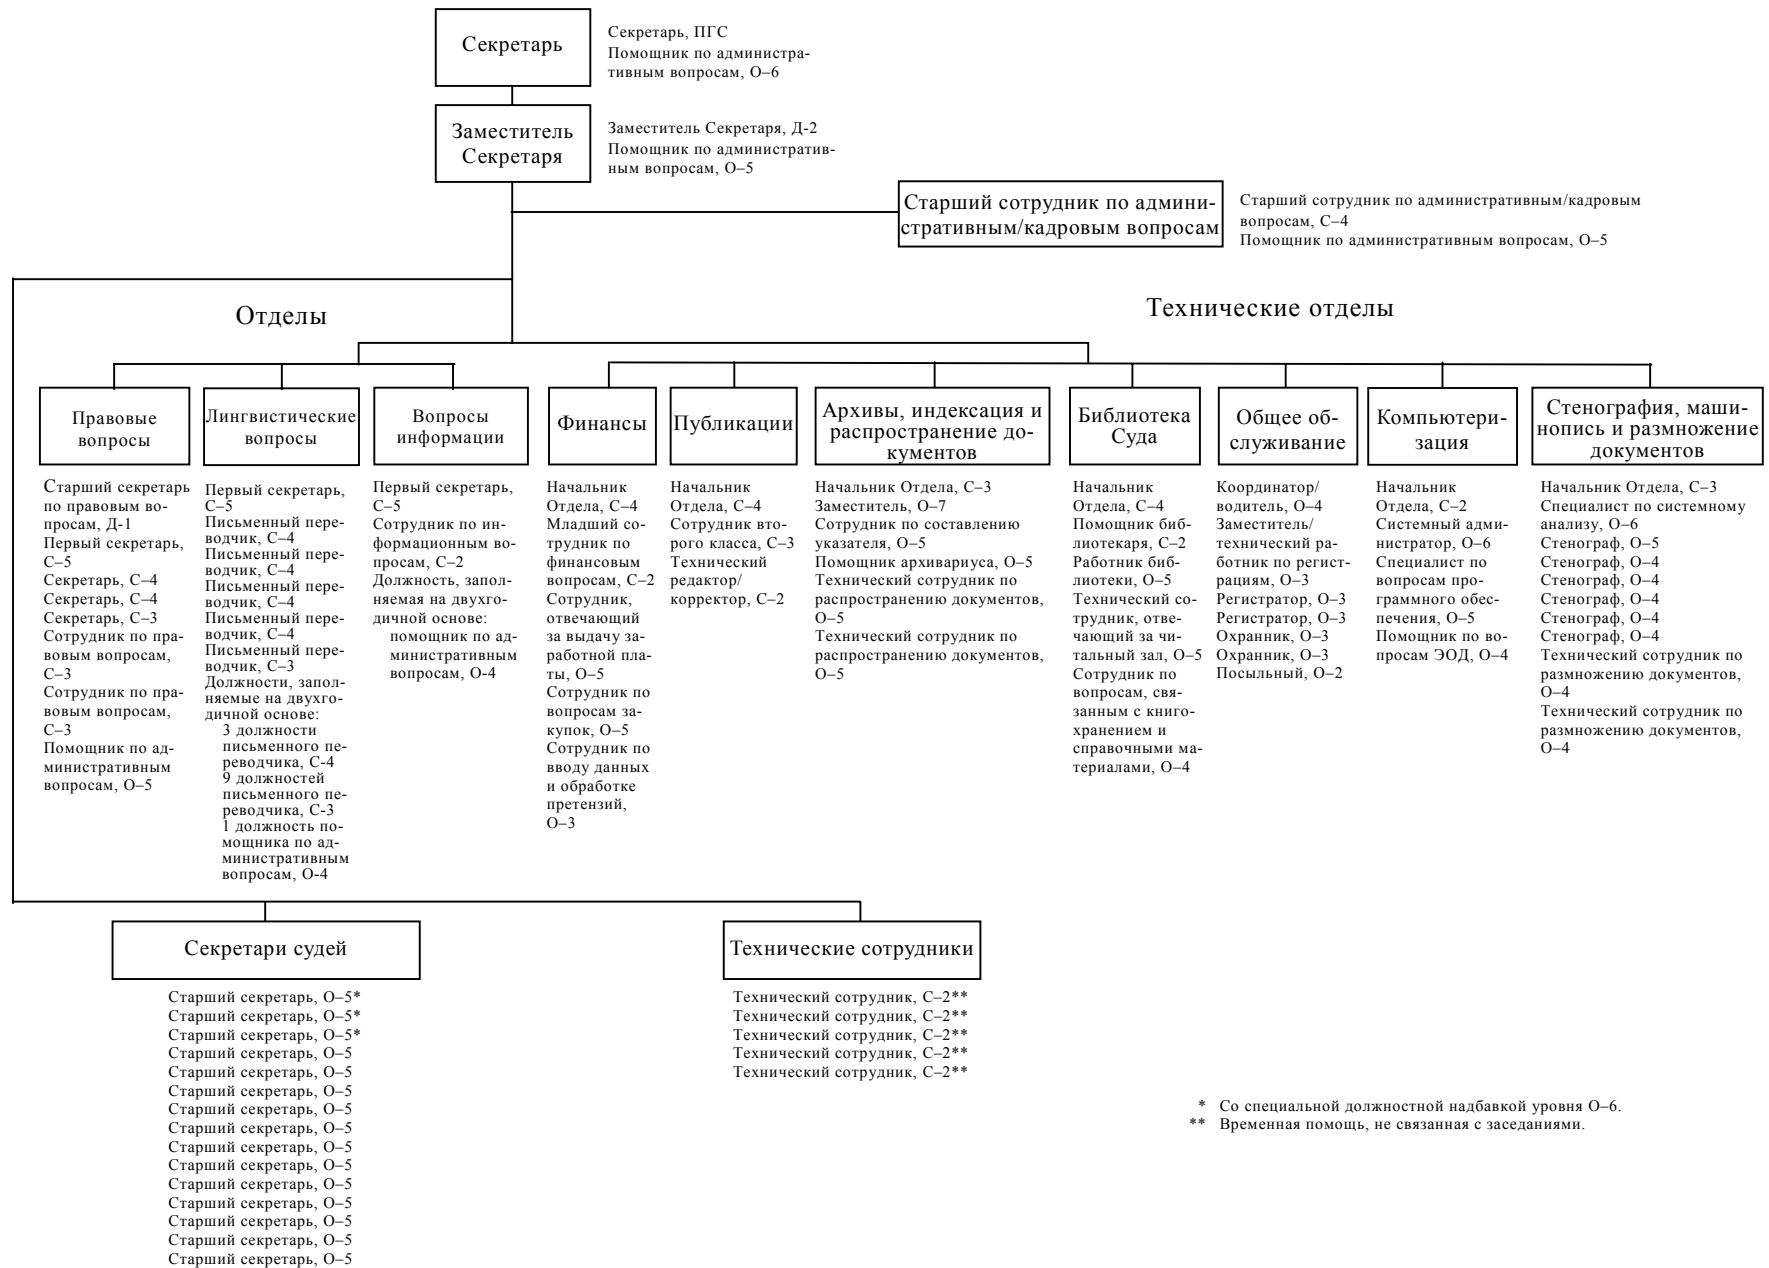 Секретарь
Секретарь, ПГС
Помощник по администра-
тивным вопросам, О–6
Заместитель
Секретаря
Заместитель Секретаря, Д-2
Помощник по административ-
ным вопросам, О–5
Старший сотрудник по админи-
стративным/кадровым вопросам
Старший сотрудник по административным/кадровым
вопросам, С–4
Помощник по административным вопросам, О–5
Отделы
Технические отделы
Правовые
вопросы
Старший секретарь
по правовым во-
просам, Д-1
Первый секретарь,
С–5
Секретарь, С–4
Секретарь, С–4
Секретарь, С–3
Сотрудник по пра-
вовым вопросам,
С–3
Сотрудник по пра-
вовым вопросам,
С–3
Помощник по ад-
министративным
вопросам, О–5
Лингвистические
вопросы
Первый секретарь,
С–5
Письменный пере-
водчик, С–4
Письменный пере-
водчик, С–4
Письменный пере-
водчик, С–4
Письменный пере-
водчик, С–4
Письменный пере-
водчик, С–3
Должности, запол-
няемые на двухго-
дичной основе:
3 должности
письменного пе-
реводчика, С-4
9 должностей
письменного пе-
реводчика, С-3
1 должность по-
мощника по ад-
министративным
вопросам, О-4
Вопросы
информации
Первый секретарь,
С–5
Сотрудник по ин-
формационным во-
просам, С–2
Должность, запол-
няемая на двухго-
дичной основе:
помощник по ад-
министративным
вопросам, О-4
Финансы
Начальник
Отдела, С–4
Младший со-
трудник по
финансовым
вопросам, С–2
Сотрудник,
отвечающий
за выдачу за-
работной пла-
ты, О–5
Сотрудник по
вопросам за-
купок, О–5
Сотрудник по
вводу данных
и обработке
претензий,
О–3
Публикации
Начальник
Отдела, С–4
Сотрудник вто-
рого класса, С–3
Технический
редактор/
корректор, С–2
Архивы, индексация и
распространение до-
кументов
Начальник Отдела, С–3
Заместитель, О–7
Сотрудник по составлению
указателя, О–5
Помощник архивариуса, О–5
Технический сотрудник по
распространению документов,
О–5
Технический сотрудник по
распространению документов,
О–5
Библиотека
Суда
Начальник
Отдела, С–4
Помощник биб-
лиотекаря, С–2
Работник биб-
лиотеки, О–5
Технический со-
трудник, отве-
чающий за чи-
тальный зал, О–5
Сотрудник по
вопросам, свя-
занным с книго-
хранением и
справочными ма-
териалами, О–4
Общее об-
служивание
Координатор/
водитель, О–4
Заместитель/
технический ра-
ботник по регист-
рациям, О–3
Регистратор, О–3
Регистратор, О–3
Охранник, О–3
Охранник, О–3
Посыльный, О–2
Компьютери-
зация
Начальник
Отдела, С–2
Системный адми-
нистратор, О–6
Специалист по
вопросам про-
граммного обес-
печения, О–5
Помощник по во-
просам ЭОД, О–4
Стенография, маши-
нопись и размножение
документов
Начальник Отдела, С–3
Специалист по системному
анализу, О–6
Стенограф, О–5
Стенограф, О–4
Стенограф, О–4
Стенограф, О–4
Стенограф, О–4
Стенограф, О–4
Технический сотрудник по
размножению документов,
О–4
Технический сотрудник по
размножению документов,
О–4
Секретари судей
Старший секретарь, О–5*
Старший секретарь, О–5*
Старший секретарь, О–5*
Старший секретарь, О–5
Старший секретарь, О–5
Старший секретарь, О–5
Старший секретарь, О–5
Старший секретарь, О–5
Старший секретарь, О–5
Старший секретарь, О–5
Старший секретарь, О–5
Старший секретарь, О–5
Старший секретарь, О–5
Старший секретарь, О–5
Старший секретарь, О–5
Технические сотрудники
Технический сотрудник, С–2**
Технический сотрудник, С–2**
Технический сотрудник, С–2**
Технический сотрудник, С–2**
Технический сотрудник, С–2**
* Со специальной должностной надбавкой уровня О–6.
** Временная помощь, не связанная с заседаниями.